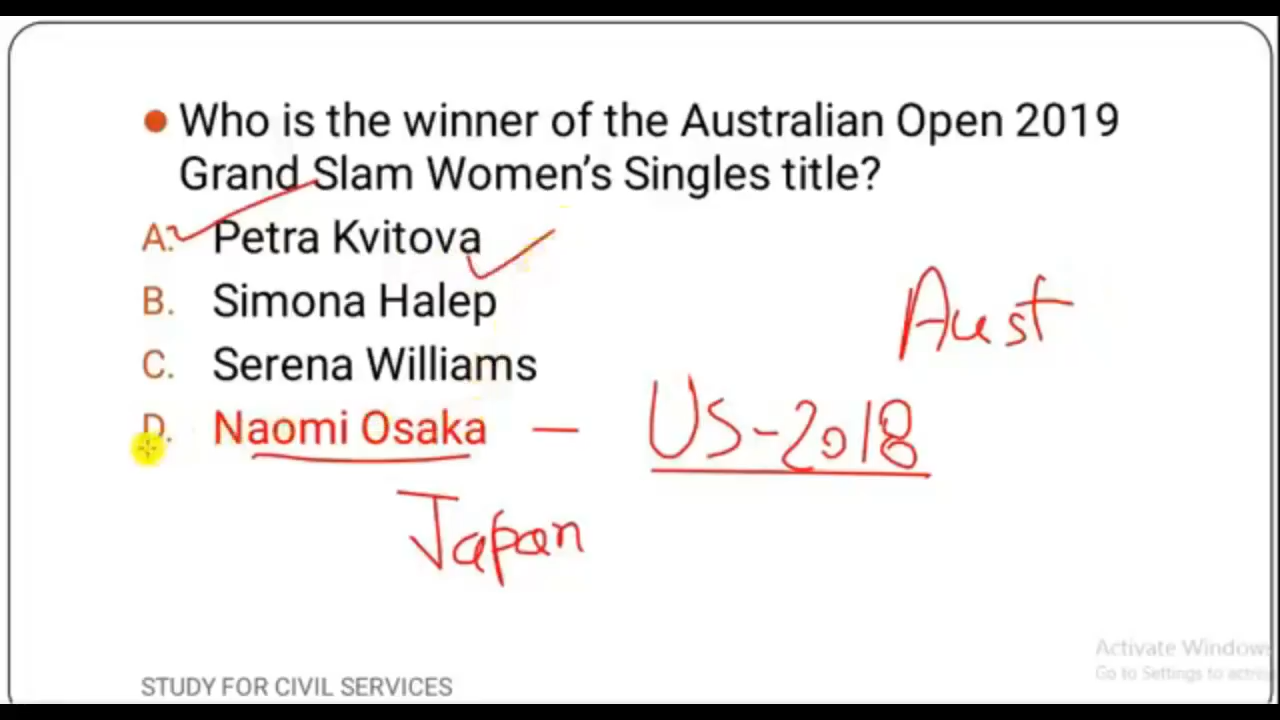 Who is the winner of the Australian Open 2019
Grand Slam Women's Singles title?
A. Petra Kvitova
B. Simona Halep
Aust
C. Serena Williams
D. Naomi Osaka — US-2018
Japan
Activate Windows
Go to Settings to activ
STUDY FOR CIVIL SERVICES